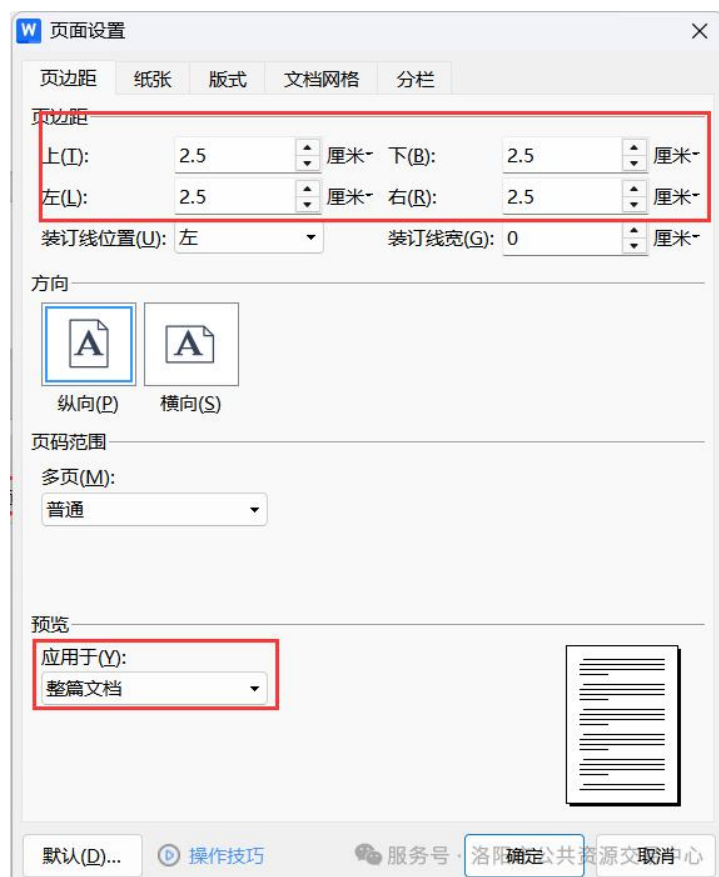 W 页面设置
页边距 纸张 版式 文档网格 分栏
页边距
上(T): 2.5 厘米 下(B): 2.5 厘米
左(L): 2.5 厘米 右(R): 2.5 厘米
装订线位置(U): 左 装订线宽(G): 0 厘米
方向
A A
纵向(P) 横向(S)
页码范围
多页(M):
普通
预览
应用于(Y):
整篇文档
默认(D)... 操作技巧 确定 取消
服务号 · 洛阳公共资源交中心